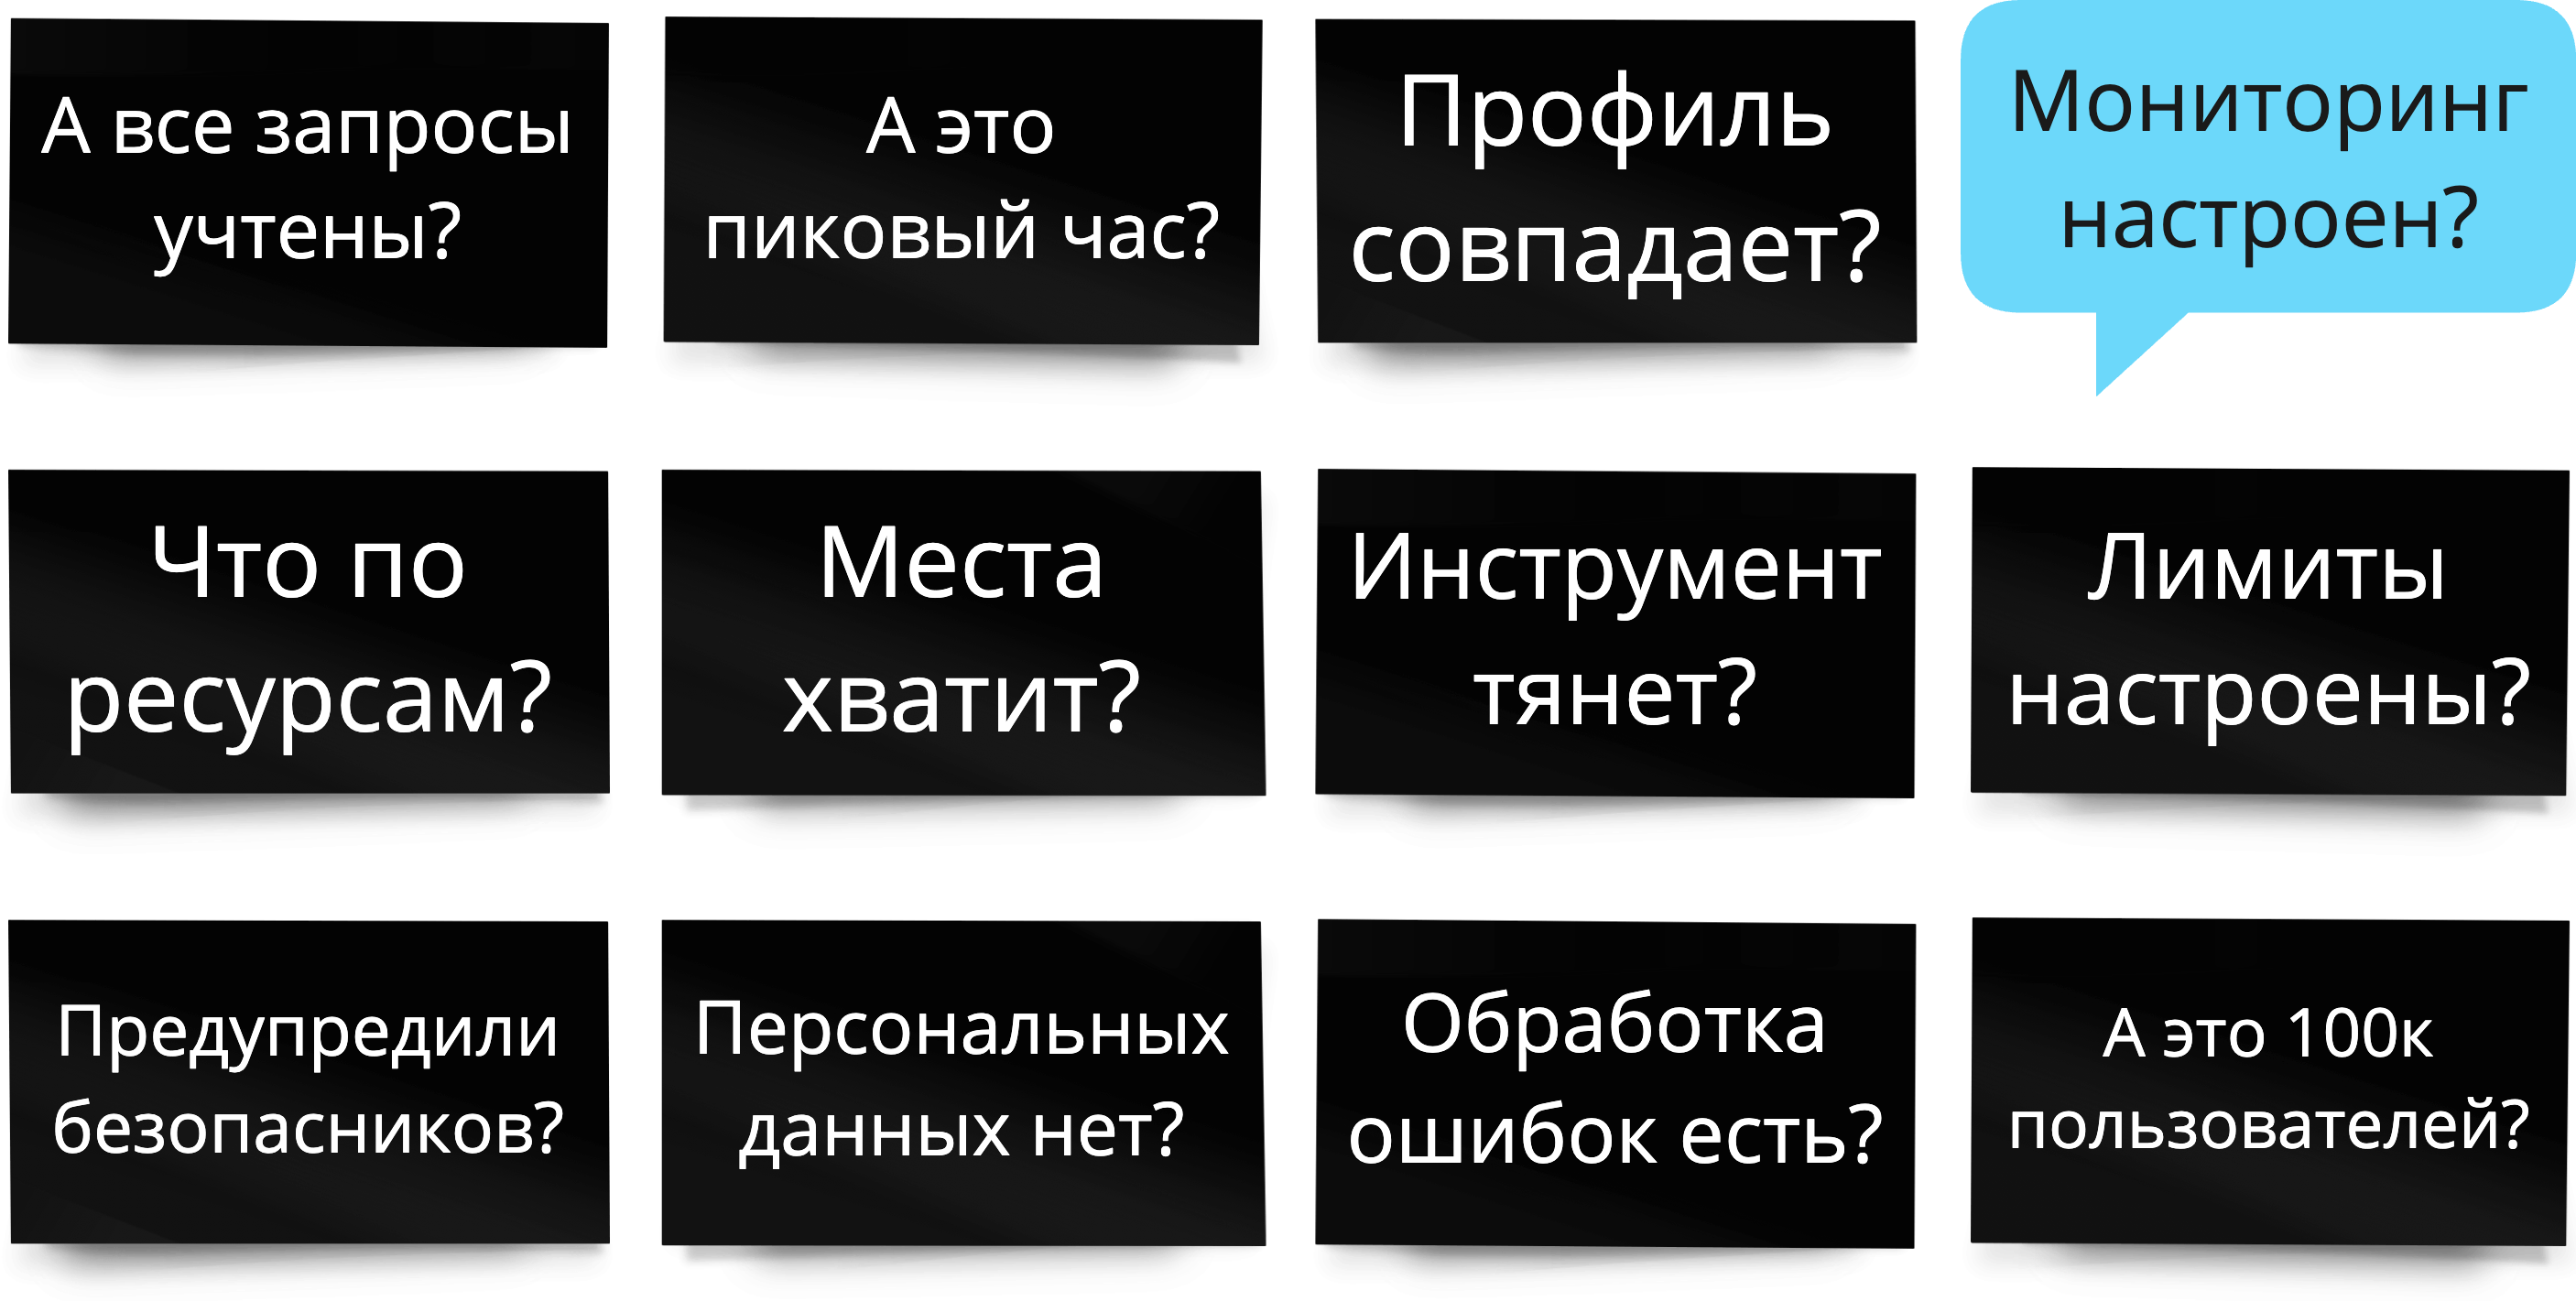 А все запросы
учтены?
А это
пиковый час?
Профиль
совпадает?
Мониторинг
настроен?
Что по
ресурсам?
Места
хватит?
Инструмент
тянет?
Лимиты
настроены?
Предупредили
безопасников?
Персональных
данных нет?
Обработка
ошибок есть?
А это 100к
пользователей?